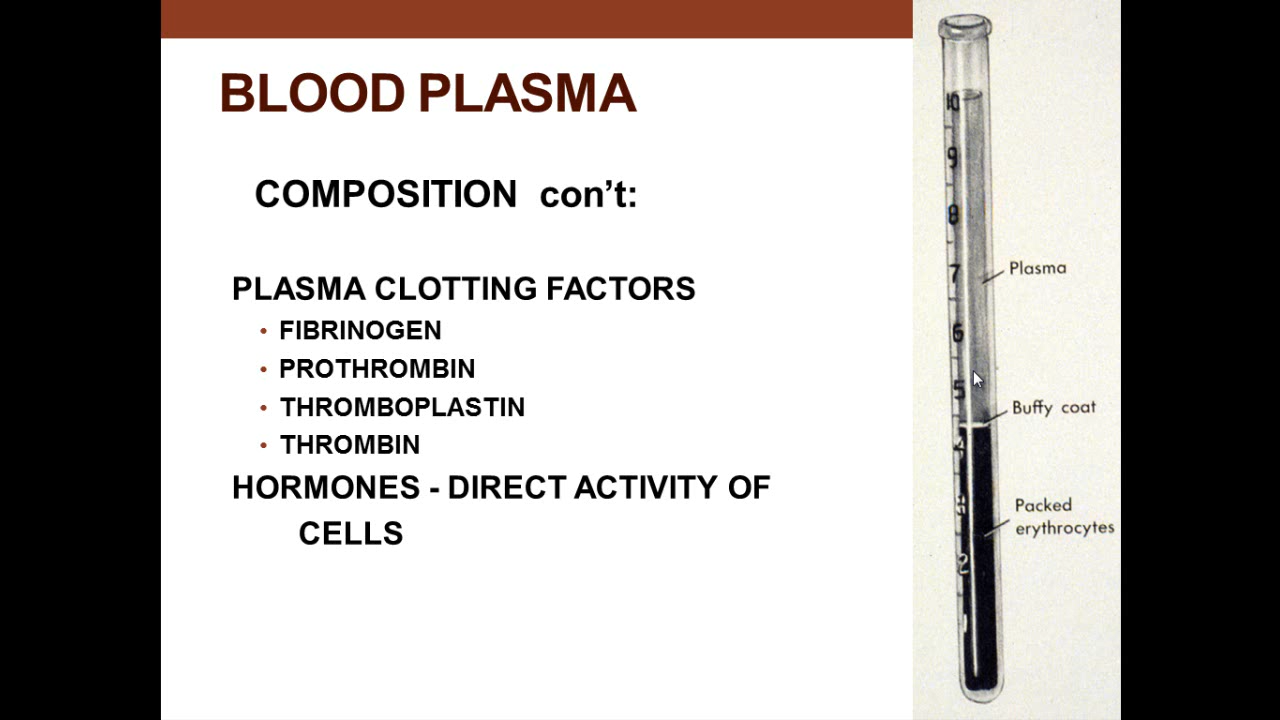 BLOOD PLASMA
COMPOSITION con’t:
PLASMA CLOTTING FACTORS
• FIBRINOGEN
• PROTHROMBIN
• THROMBOPLASTIN
• THROMBIN
HORMONES - DIRECT ACTIVITY OF
CELLS
10
9
8
7
Plasma
6
5
Buffy coat
4
Packed
erythrocytes
2